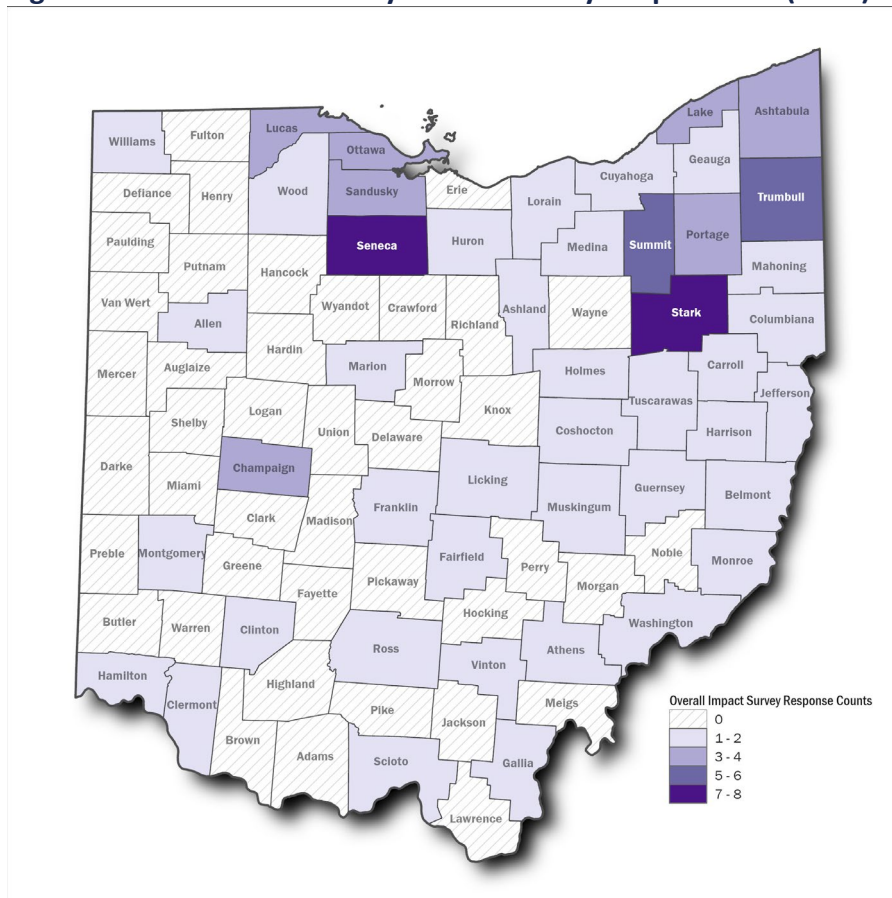 Lake
Ashtabula
Lucas
Williams
Fulton
Ottawa
Geauga
Cuyahoga
Defiance
Henry
Wood
Sandusky
Erie
Lorain
Trumbull
Paulding
Seneca
Huron
Medina
Summit
Portage
Putnam
Hancock
Mahoning
Van Wert
Wyandot
Crawford
Ashland
Wayne
Stark
Allen
Richland
Columbiana
Mercer
Auglaize
Hardin
Marion
Morrow
Holmes
Carroll
Shelby
Logan
Knox
Tuscarawas
Jefferson
Union
Delaware
Coshocton
Harrison
Darke
Champaign
Licking
Miami
Guernsey
Belmont
Clark
Madison
Franklin
Muskingum
Preble
Montgomery
Greene
Fairfield
Perry
Noble
Monroe
Fayette
Pickaway
Morgan
Butler
Warren
Clinton
Hocking
Washington
Ross
Vinton
Athens
Hamilton
Highland
Clermont
Pike
Jackson
Meigs
Brown
Adams
Scioto
Gallia
Lawrence
Overall Impact Survey Response Counts
0
1 - 2
3 - 4
5 - 6
7 - 8